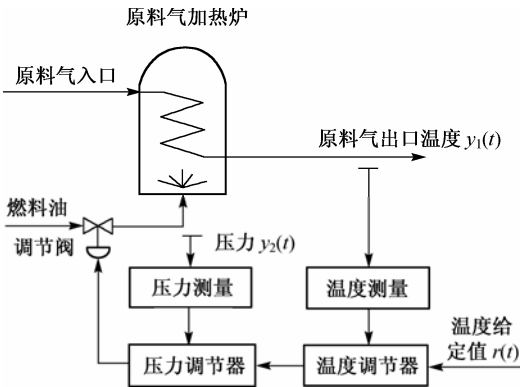 原料气加热炉
原料气入口
原料气出口温度 y1(t)
燃料油
调节阀
压力 y2(t)
压力测量
温度测量
温度给
定值 r(t)
压力调节器
温度调节器